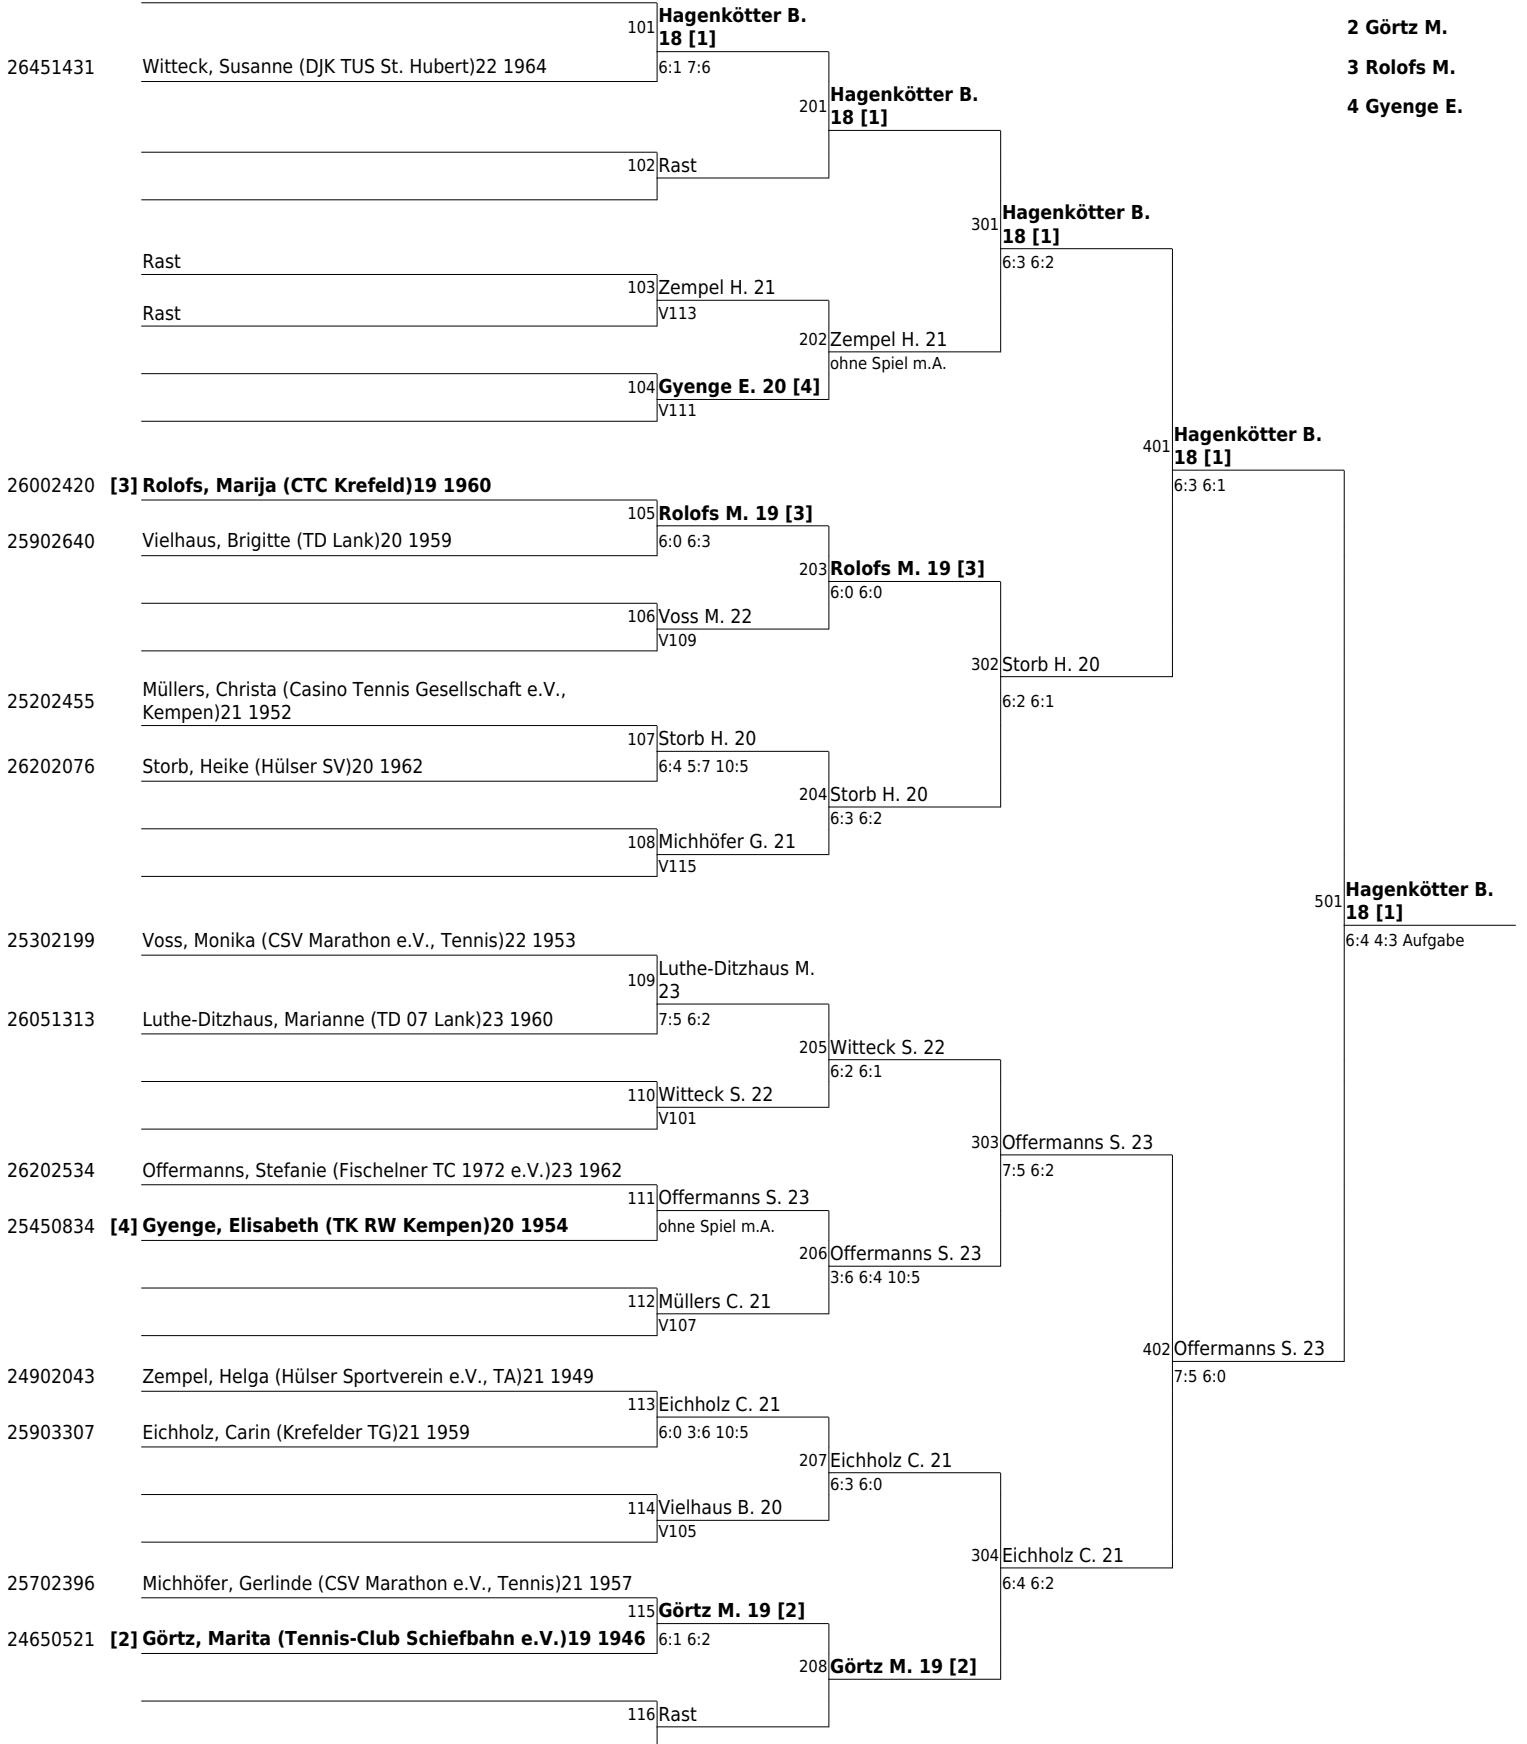 Hagenkötter B.
101
18 [1]
2 Görtz M.
26451431 Witteck, Susanne (DJK TUS St. Hubert)22 1964
6:1 7:6
3 Rolofs M.
Hagenkötter B.
201
18 [1]
4 Gyenge E.
102 Rast
Hagenkötter B.
301
18 [1]
Rast
6:3 6:2
103 Zempel H. 21
Rast
V113
202 Zempel H. 21
ohne Spiel m.A.
104 Gyenge E. 20 [4]
V111
Hagenkötter B.
401
18 [1]
26002420 [3] Rolofs, Marija (CTC Krefeld)19 1960
6:3 6:1
105 Rolofs M. 19 [3]
25902640 Vielhaus, Brigitte (TD Lank)20 1959
6:0 6:3
203 Rolofs M. 19 [3]
6:0 6:0
106 Voss M. 22
V109
302 Storb H. 20
25202455 Müllers, Christa (Casino Tennis Gesellschaft e.V.,
Kempen)21 1952
6:2 6:1
107 Storb H. 20
26202076 Storb, Heike (Hülser SV)20 1962
6:4 5:7 10:5
204 Storb H. 20
6:3 6:2
108 Michhöfer G. 21
V115
Hagenkötter B.
501
18 [1]
25302199 Voss, Monika (CSV Marathon e.V., Tennis)22 1953
6:4 4:3 Aufgabe
109 Luthe-Ditzhaus M.
23
26051313 Luthe-Ditzhaus, Marianne (TD 07 Lank)23 1960
7:5 6:2
205 Witteck S. 22
6:2 6:1
110 Witteck S. 22
V101
303 Offermanns S. 23
26202534 Offermanns, Stefanie (Fischelner TC 1972 e.V.)23 1962
7:5 6:2
111 Offermanns S. 23
25450834 [4] Gyenge, Elisabeth (TK RW Kempen)20 1954
ohne Spiel m.A.
206 Offermanns S. 23
3:6 6:4 10:5
112 Müllers C. 21
V107
402 Offermanns S. 23
24902043 Zempel, Helga (Hülser Sportverein e.V., TA)21 1949
7:5 6:0
113 Eichholz C. 21
25903307 Eichholz, Carin (Krefelder TG)21 1959
6:0 3:6 10:5
207 Eichholz C. 21
6:3 6:0
114 Vielhaus B. 20
V105
304 Eichholz C. 21
25702396 Michhöfer, Gerlinde (CSV Marathon e.V., Tennis)21 1957
6:4 6:2
115 Görtz M. 19 [2]
24650521 [2] Görtz, Marita (Tennis-Club Schiefbahn e.V.)19 1946
6:1 6:2
208 Görtz M. 19 [2]
116 Rast